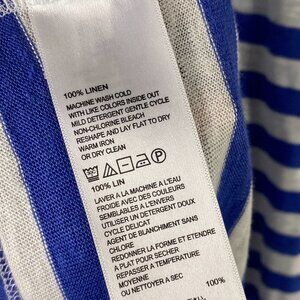 100% LINEN
MACHINE WASH COLD
WITH LIKE COLORS INSIDE OUT
MILD DETERGENT GENTLE CYCLE
NON-CHLORINE BLEACH
RESHAPE AND LAY FLAT TO DRY
WARM IRON
OR DRY CLEAN
100% LIN
LAVER A LA MACHINE A L'EAU
FROIDE AVEC DES COULEURS
SEMBLABLES A L'ENVERS
UTILISER UN DETERGENT DOUX
CYCLE DELICAT
AGENT DE BLANCHIMENT SANS
CHLORE
REDONNER LA FORME ET ETENDRE
A PLAT POUR SECHER
REPASSER A TEMPERATURE
MOYENNE
OU NETTOYER A SEC
100%